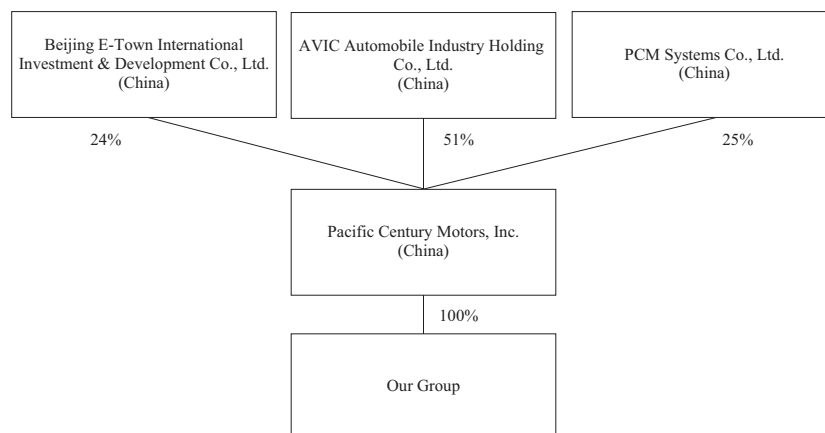 Beijing E-Town International
Investment & Development Co., Ltd.
(China)
AVIC Automobile Industry Holding
Co., Ltd.
(China)
PCM Systems Co., Ltd.
(China)
24%
51%
25%
Pacific Century Motors, Inc.
(China)
100%
Our Group